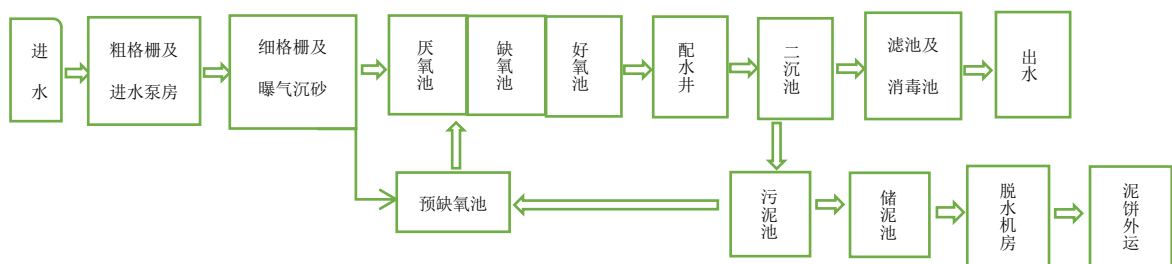 进水
粗格栅及
进水泵房
细格栅及
曝气沉砂
厌氧池
缺氧池
好氧池
配水井
二沉池
滤池及
消毒池
出水
预缺氧池
污泥池
储泥池
脱水机房
泥饼外运